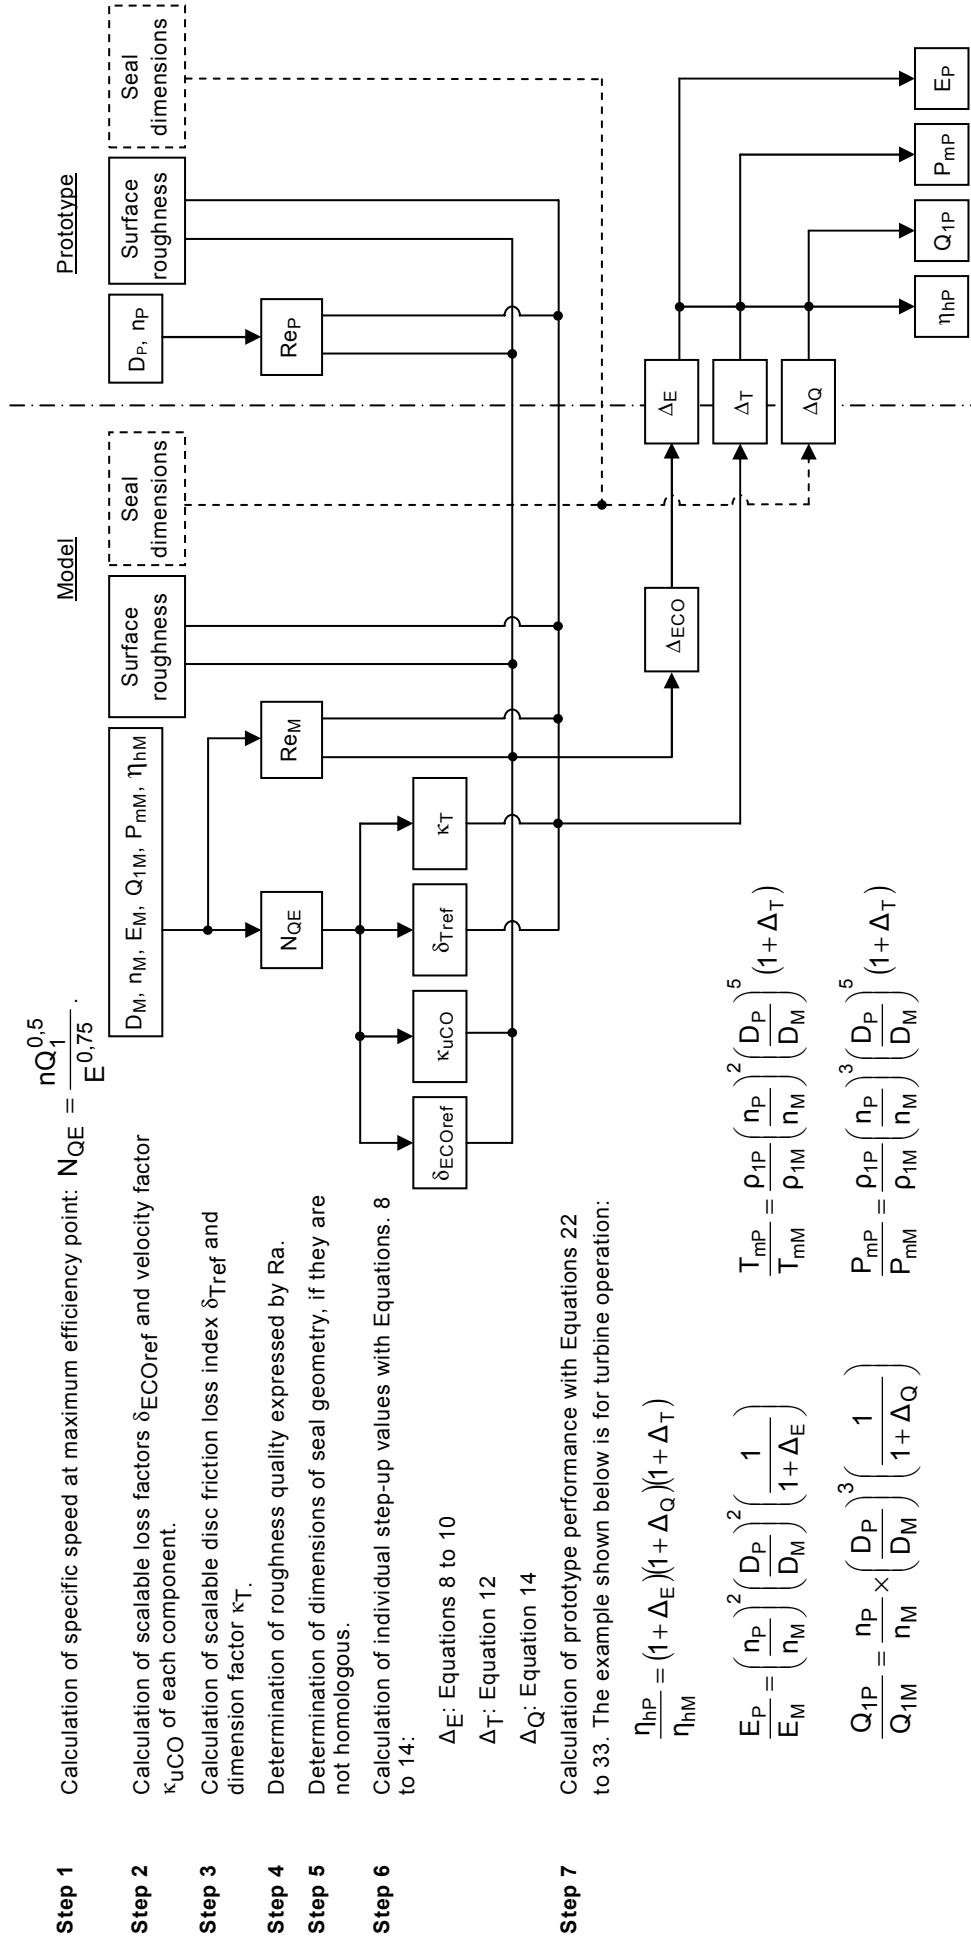 Step 1 Calculation of specific speed at maximum efficiency point: N_QE = nQ_1^0,5 / E^0,75 .
Step 2 Calculation of scalable loss factors δ_ECOref and velocity factor
κ_uCO of each component.
Step 3 Calculation of scalable disc friction loss index δ_Tref and
dimension factor κ_T.
Step 4 Determination of roughness quality expressed by Ra.
Step 5 Determination of dimensions of seal geometry, if they are
not homologous.
Step 6 Calculation of individual step-up values with Equations. 8
to 14:
Δ_E: Equations 8 to 10
Δ_T: Equation 12
Δ_Q: Equation 14
Step 7 Calculation of prototype performance with Equations 22
to 33. The example shown below is for turbine operation:
η_hP / η_hM = (1 + Δ_E)(1 + Δ_Q)(1 + Δ_T)
E_P / E_M = (n_P / n_M)^2 (D_P / D_M)^2 (1 / (1 + Δ_E))
Q_1P / Q_1M = n_P / n_M × (D_P / D_M)^3 (1 / (1 + Δ_Q))
T_mP / T_mM = ρ_1P / ρ_1M (n_P / n_M)^2 (D_P / D_M)^5 (1 + Δ_T)
P_mP / P_mM = ρ_1P / ρ_1M (n_P / n_M)^3 (D_P / D_M)^5 (1 + Δ_T)
Model
Prototype
D_M, n_M, E_M, Q_1M, P_mM, η_hM
Surface
roughness
Seal
dimensions
D_P, n_P
Surface
roughness
Seal
dimensions
N_QE
Re_M
Re_P
δ_ECOref
κ_uCO
δ_Tref
κ_T
Δ_ECO
Δ_E
Δ_T
Δ_Q
η_hP
Q_1P
P_mP
E_P